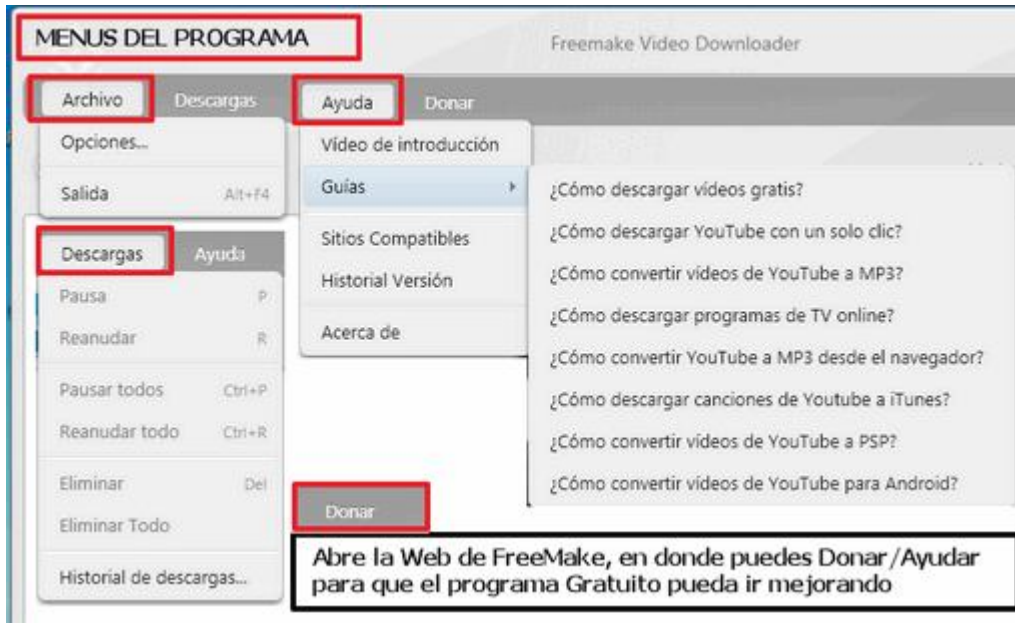 MENUS DEL PROGRAMA
Freemake Video Downloader
Archivo Descargas
Opciones...
Salida Alt+F4
Descargas Ayuda
Pausa P
Reanudar R
Pausar todos Ctrl+P
Reanudar todo Ctrl+R
Eliminar Del
Eliminar Todo
Historial de descargas...
Ayuda Donar
Vídeo de introducción
Guías
Sitios Compatibles
Historial Versión
Acerca de
¿Cómo descargar vídeos gratis?
¿Cómo descargar YouTube con un solo clic?
¿Cómo convertir vídeos de YouTube a MP3?
¿Cómo descargar programas de TV online?
¿Cómo convertir YouTube a MP3 desde el navegador?
¿Cómo descargar canciones de Youtube a iTunes?
¿Cómo convertir vídeos de YouTube a PSP?
¿Cómo convertir vídeos de YouTube para Android?
Donar
Abre la Web de FreeMake, en donde puedes Donar/Ayudar
para que el programa Gratuito pueda ir mejorando